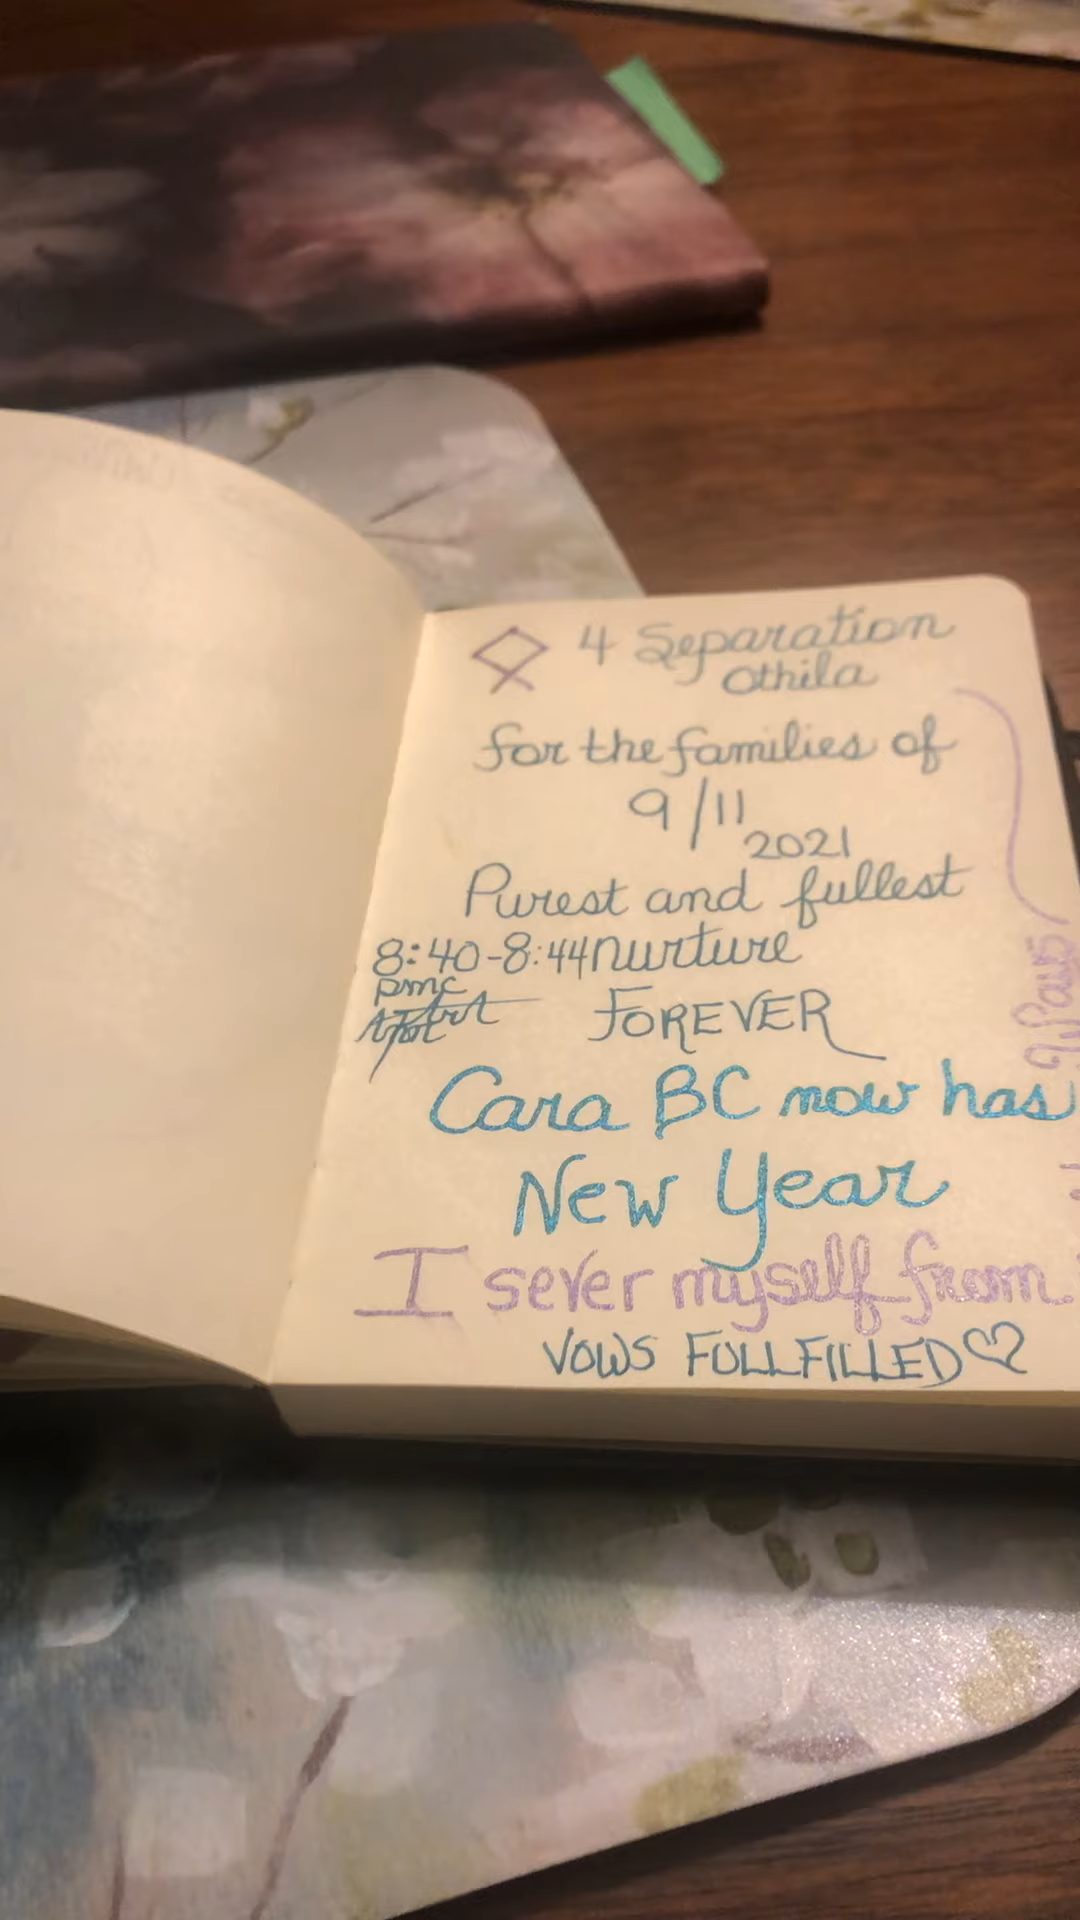 4 Separation
Othila
for the families of
9/11
2021
Purest and fullest
8:40-8:44 nurture
pmc
FOREVER
Cara BC now has
New Year
I sever myself from
VOWS FULLFILLED♡